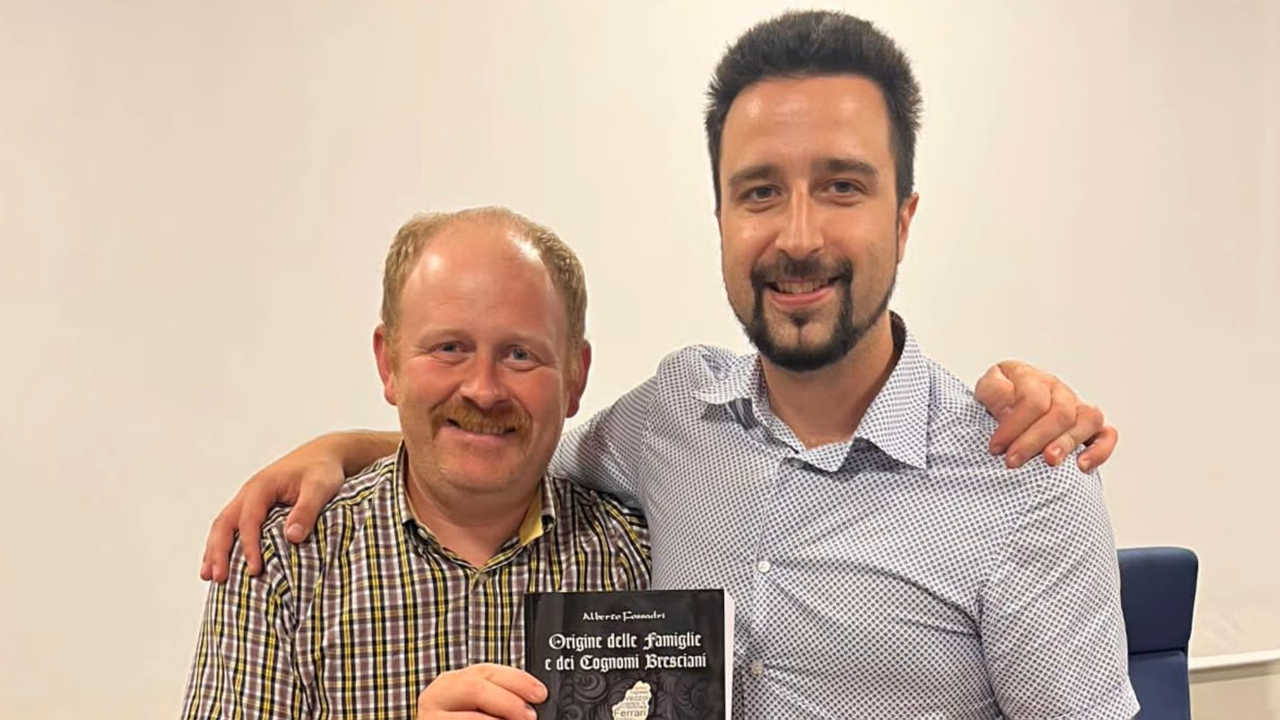 Alberto Fossadri
Origine delle Famiglie
e dei Cognomi Bresciani
Ferrari